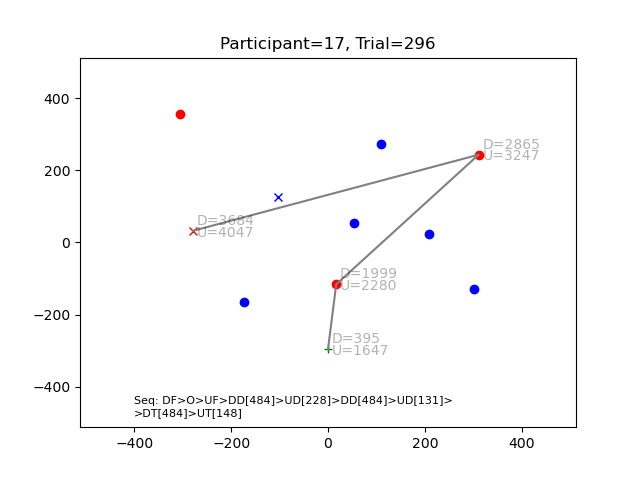 Participant=17, Trial=296
400
200
0
−200
−400
D=2865
U=3247
D=3684
U=4047
D=1999
U=2280
D=395
U=1647
Seq: DF>O>UF>DD[484]>UD[228]>DD[484]>UD[131]>
>DT[484]>UT[148]
−400 −200 0 200 400